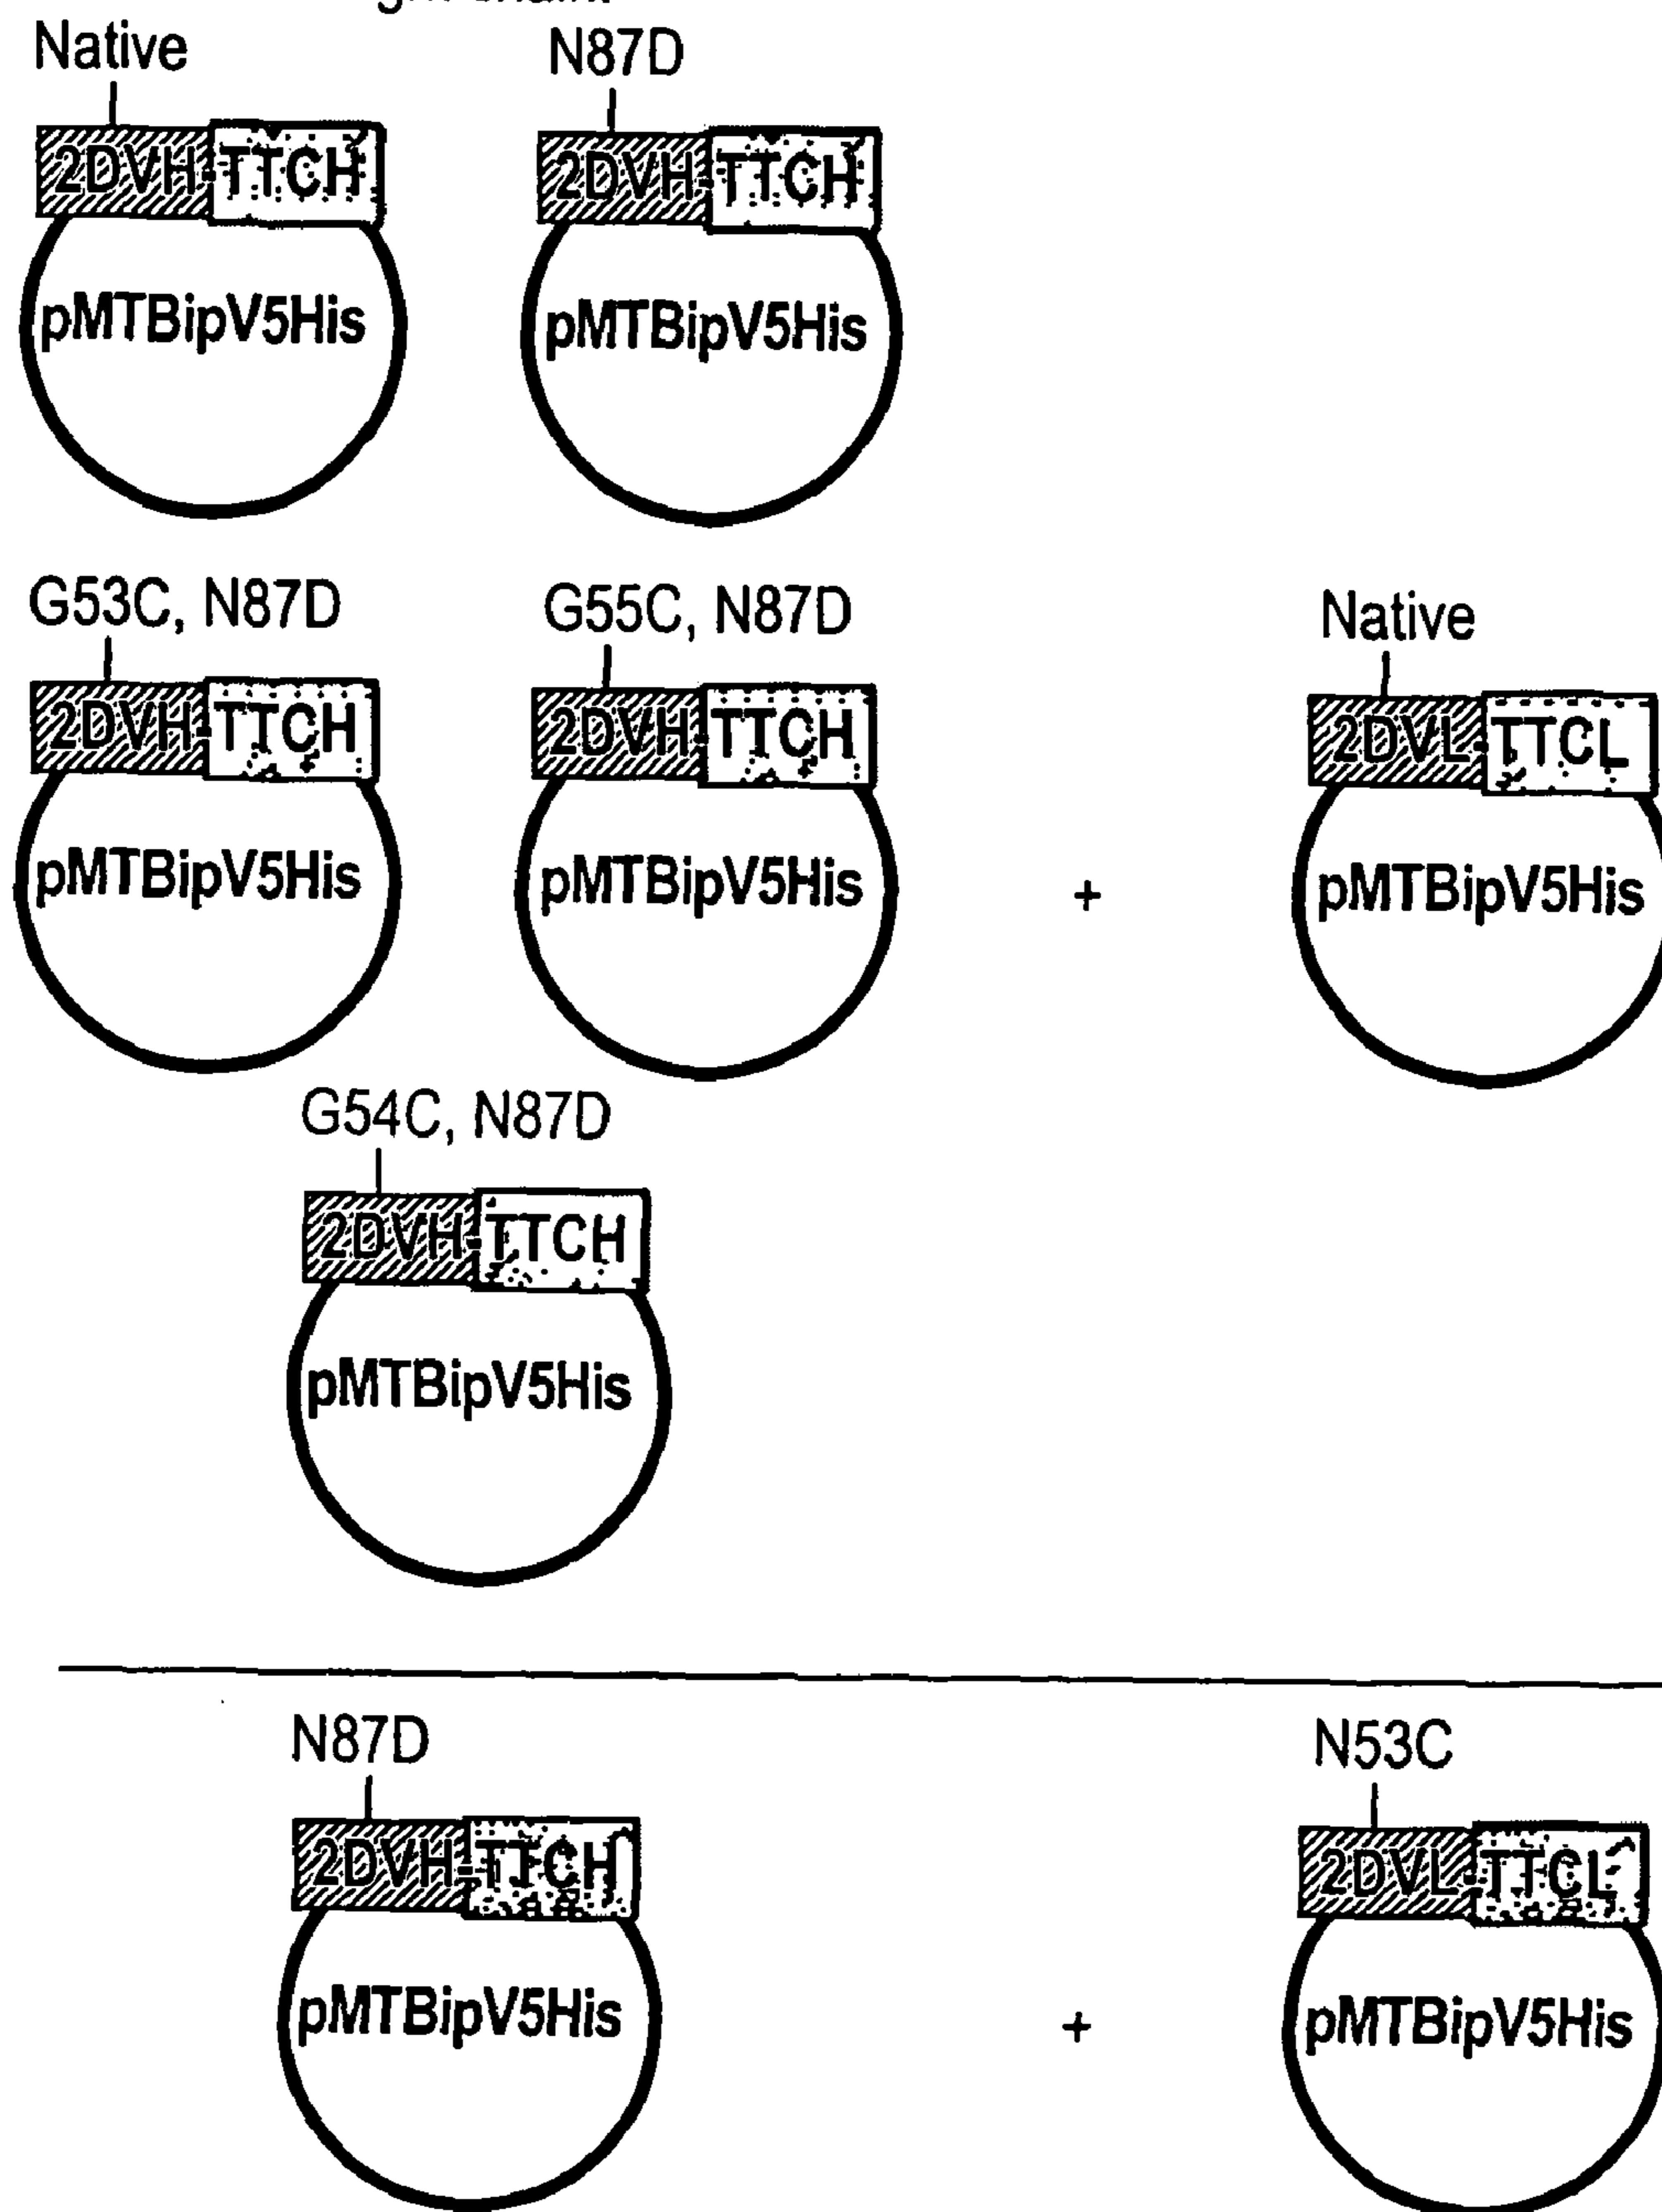 Native N87D
2DVH-TTCH 2DVH-TTCH
pMTBipV5His pMTBipV5His
G53C, N87D G55C, N87D Native
2DVH-TTCH 2DVH-TTCH 2DVL-TTCL
pMTBipV5His pMTBipV5His + pMTBipV5His
G54C, N87D
2DVH-TTCH
pMTBipV5His
N87D N53C
2DVH-TTCH 2DVL-TTCL
pMTBipV5His + pMTBipV5His